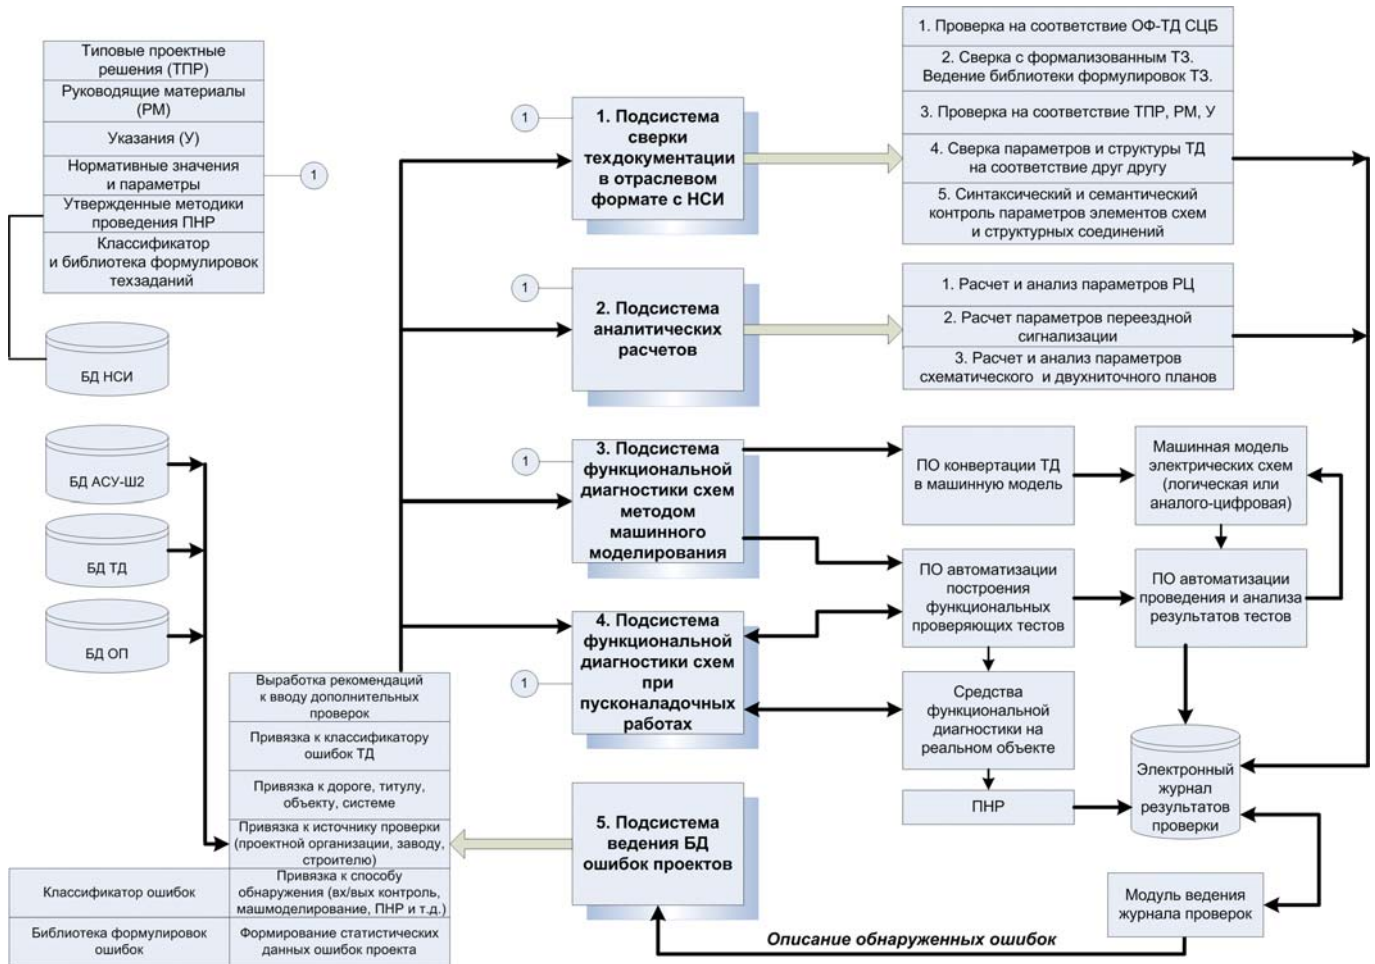 Типовые проектные
решения (ТПР)
Руководящие материалы
(РМ)
Указания (У)
Нормативные значения
и параметры
Утвержденные методики
проведения ПНР
Классификатор
и библиотека формулировок
техзаданий
1
БД НСИ
БД АСУ-Ш2
БД ТД
БД ОП
1
1. Подсистема
сверки
техдокументации
в отраслевом
формате с НСИ
1
2. Подсистема
аналитических
расчетов
1
3. Подсистема
функциональной
диагностики схем
методом
машинного
моделирования
1
4. Подсистема
функциональной
диагностики схем
при
пусконаладочных
работах
5. Подсистема
ведения БД
ошибок проектов
1. Проверка на соответствие ОФ-ТД СЦБ
2. Сверка с формализованным ТЗ.
Ведение библиотеки формулировок ТЗ.
3. Проверка на соответствие ТПР, РМ, У
4. Сверка параметров и структуры ТД
на соответствие друг другу
5. Синтаксический и семантический
контроль параметров элементов схем
и структурных соединений
1. Расчет и анализ параметров РЦ
2. Расчет параметров переездной
сигнализации
3. Расчет и анализ параметров
схематического и двухниточного планов
ПО конвертации ТД
в машинную модель
Машинная модель
электрических схем
(логическая или
аналого-цифровая)
ПО автоматизации
построения
функциональных
проверяющих тестов
ПО автоматизации
проведения и анализа
результатов тестов
Средства
функциональной
диагностики на
реальном объекте
ПНР
Электронный
журнал
результатов
проверки
Модуль ведения
журнала проверок
Описание обнаруженных ошибок
Выработка рекомендаций
к вводу дополнительных
проверок
Привязка к классификатору
ошибок ТД
Привязка к дороге, титулу,
объекту, системе
Привязка к источнику проверки
(проектной организации, заводу,
строителю)
Классификатор ошибок
Привязка к способу
обнаружения (вх/вых контроль,
машмоделирование, ПНР и т.д.)
Библиотека формулировок
ошибок
Формирование статистических
данных ошибок проекта